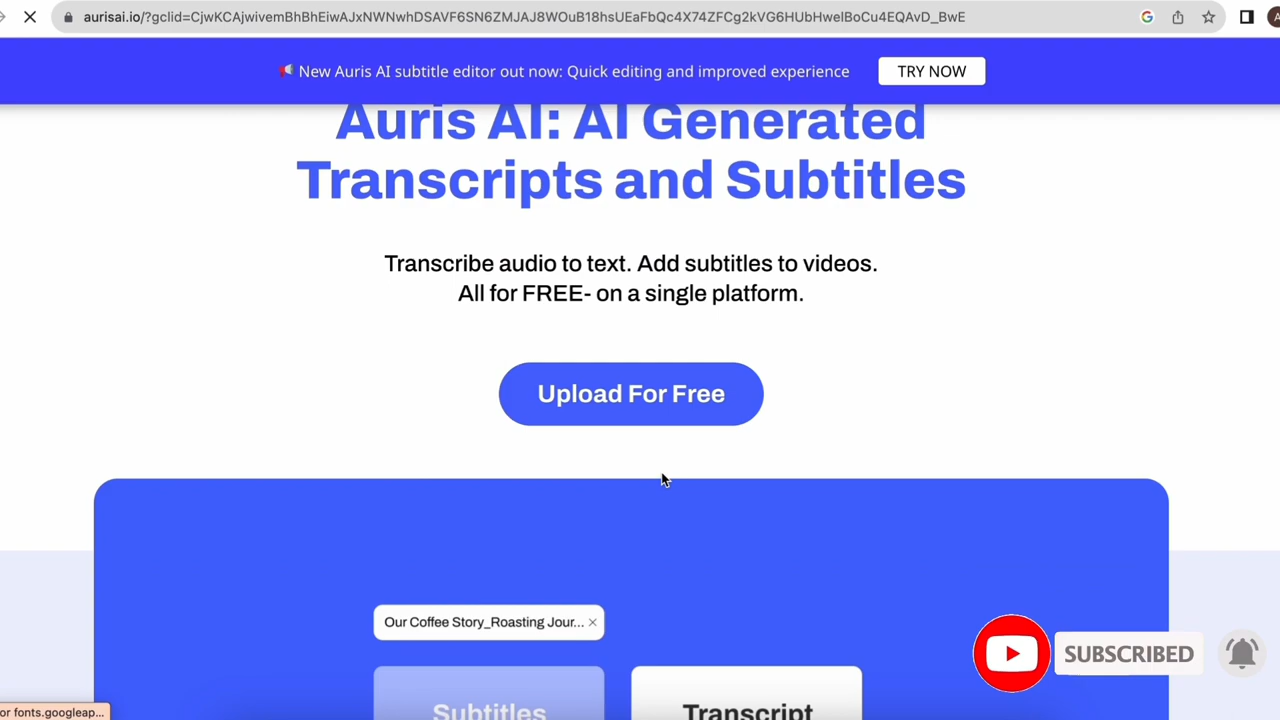 aurisai.io/?gclid=CjwKCAjwivemBhBhEiwAJxNWNwhDSAVF6SN6ZMJAJ8WOuB18hsUEaFbQc4X74ZFCg2kVG6HUbHwelBoCu4EQAvD_BwE
New Auris AI subtitle editor out now: Quick editing and improved experience
TRY NOW
Auris AI: AI Generated
Transcripts and Subtitles
Transcribe audio to text. Add subtitles to videos.
All for FREE- on a single platform.
Upload For Free
Our Coffee Story_Roasting Jour...
SUBSCRIBED
Subtitles
Transcript
or fonts.googleap...